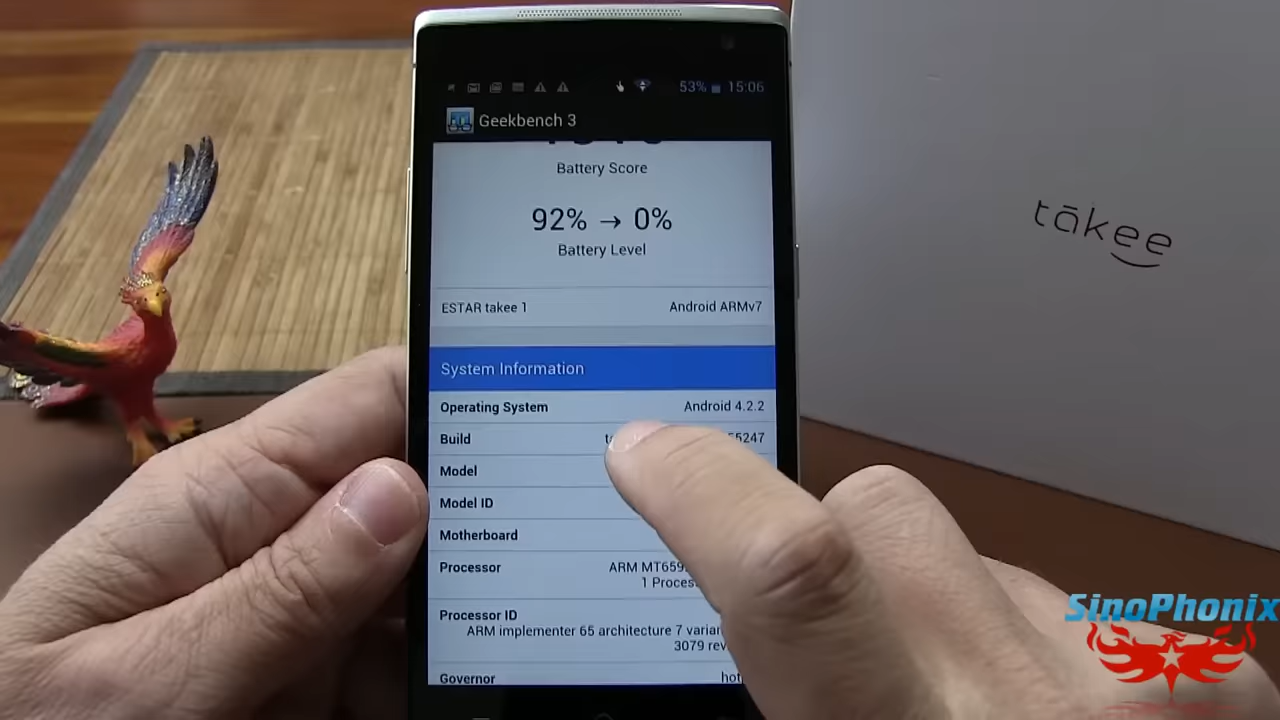 53% 15:06
Geekbench 3
Battery Score
92% → 0%
Battery Level
ESTAR takee 1 Android ARMv7
System Information
Operating System Android 4.2.2
Build
Model
Model ID
Motherboard
Processor ARM
1
Processor ID
ARM implementer 65 architecture 7
3079
Governor
tākee
SinoPhonix